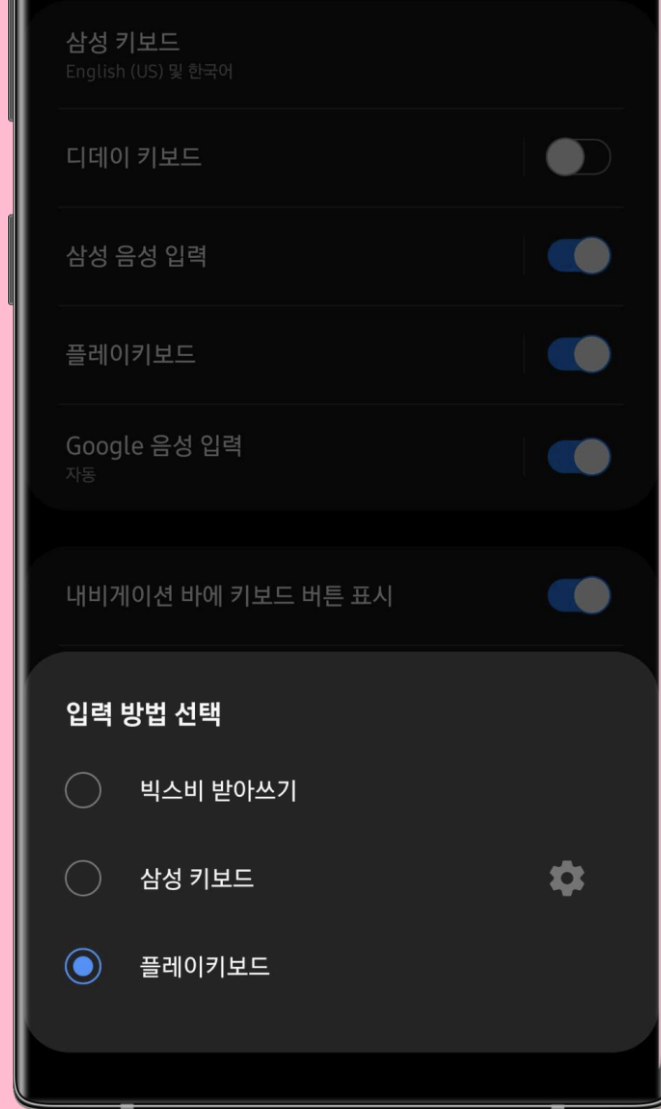 삼성 키보드
English (US) 및 한국어
디데이 키보드
삼성 음성 입력
플레이키보드
Google 음성 입력
자동
내비게이션 바에 키보드 버튼 표시
입력 방법 선택
빅스비 받아쓰기
삼성 키보드
플레이키보드